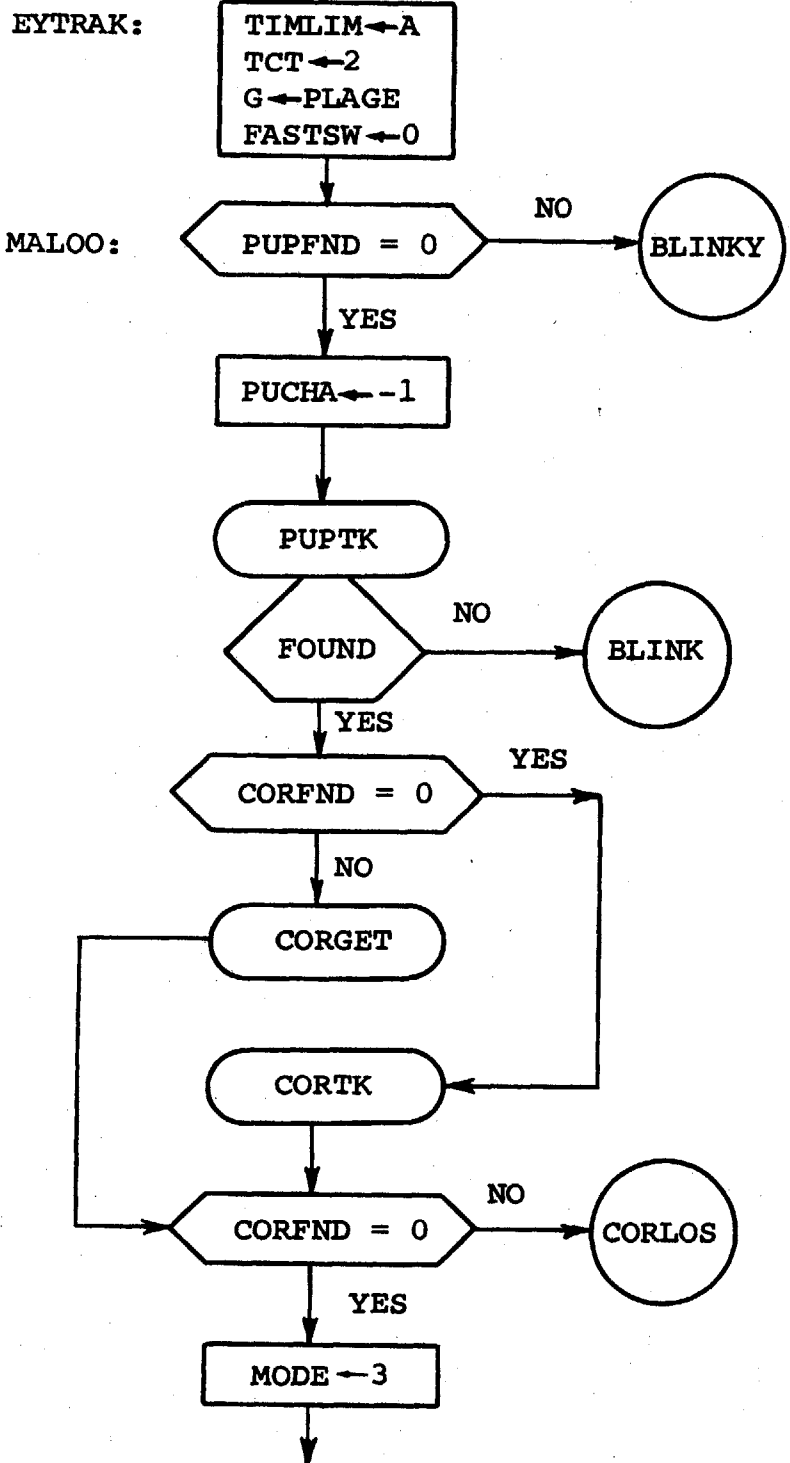 EYTRAK:
TIMLIM←A
TCT←2
G←PLAGE
FASTSW←0
MALOO:
PUPFND = 0
NO
BLINKY
YES
PUCHA←-1
PUPTK
FOUND
NO
BLINK
YES
CORFND = 0
YES
NO
CORGET
CORTK
CORFND = 0
NO
CORLOS
YES
MODE←3